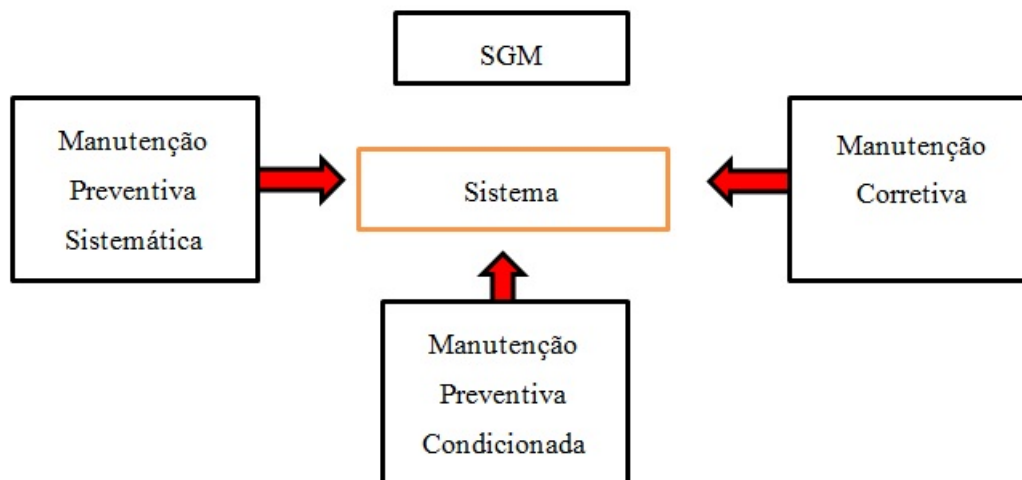 SGM
Manutenção
Preventiva
Sistemática
Sistema
Manutenção
Corretiva
Manutenção
Preventiva
Condicionada